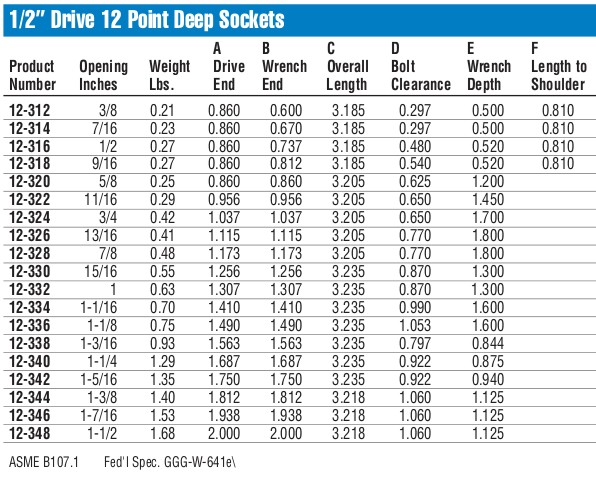 1/2" Drive 12 Point Deep Sockets
A B C D E F
Product Opening Weight Drive Wrench Overall Bolt Wrench Length to
Number Inches Lbs. End End Length Clearance Depth Shoulder
12-312 3/8 0.21 0.860 0.600 3.185 0.297 0.500 0.810
12-314 7/16 0.23 0.860 0.670 3.185 0.297 0.500 0.810
12-316 1/2 0.27 0.860 0.737 3.185 0.480 0.520 0.810
12-318 9/16 0.27 0.860 0.812 3.185 0.540 0.520 0.810
12-320 5/8 0.25 0.860 0.860 3.205 0.625 1.200
12-322 11/16 0.29 0.956 0.956 3.205 0.650 1.450
12-324 3/4 0.42 1.037 1.037 3.205 0.650 1.700
12-326 13/16 0.41 1.115 1.115 3.205 0.770 1.800
12-328 7/8 0.48 1.173 1.173 3.205 0.770 1.800
12-330 15/16 0.55 1.256 1.256 3.235 0.870 1.300
12-332 1 0.63 1.307 1.307 3.235 0.870 1.300
12-334 1-1/16 0.70 1.410 1.410 3.235 0.990 1.600
12-336 1-1/8 0.75 1.490 1.490 3.235 1.053 1.600
12-338 1-3/16 0.93 1.563 1.563 3.235 0.797 0.844
12-340 1-1/4 1.29 1.687 1.687 3.235 0.922 0.875
12-342 1-5/16 1.35 1.750 1.750 3.235 0.922 0.940
12-344 1-3/8 1.40 1.812 1.812 3.218 1.060 1.125
12-346 1-7/16 1.53 1.938 1.938 3.218 1.060 1.125
12-348 1-1/2 1.68 2.000 2.000 3.218 1.060 1.125
ASME B107.1 Fed'l Spec. GGG-W-641e\